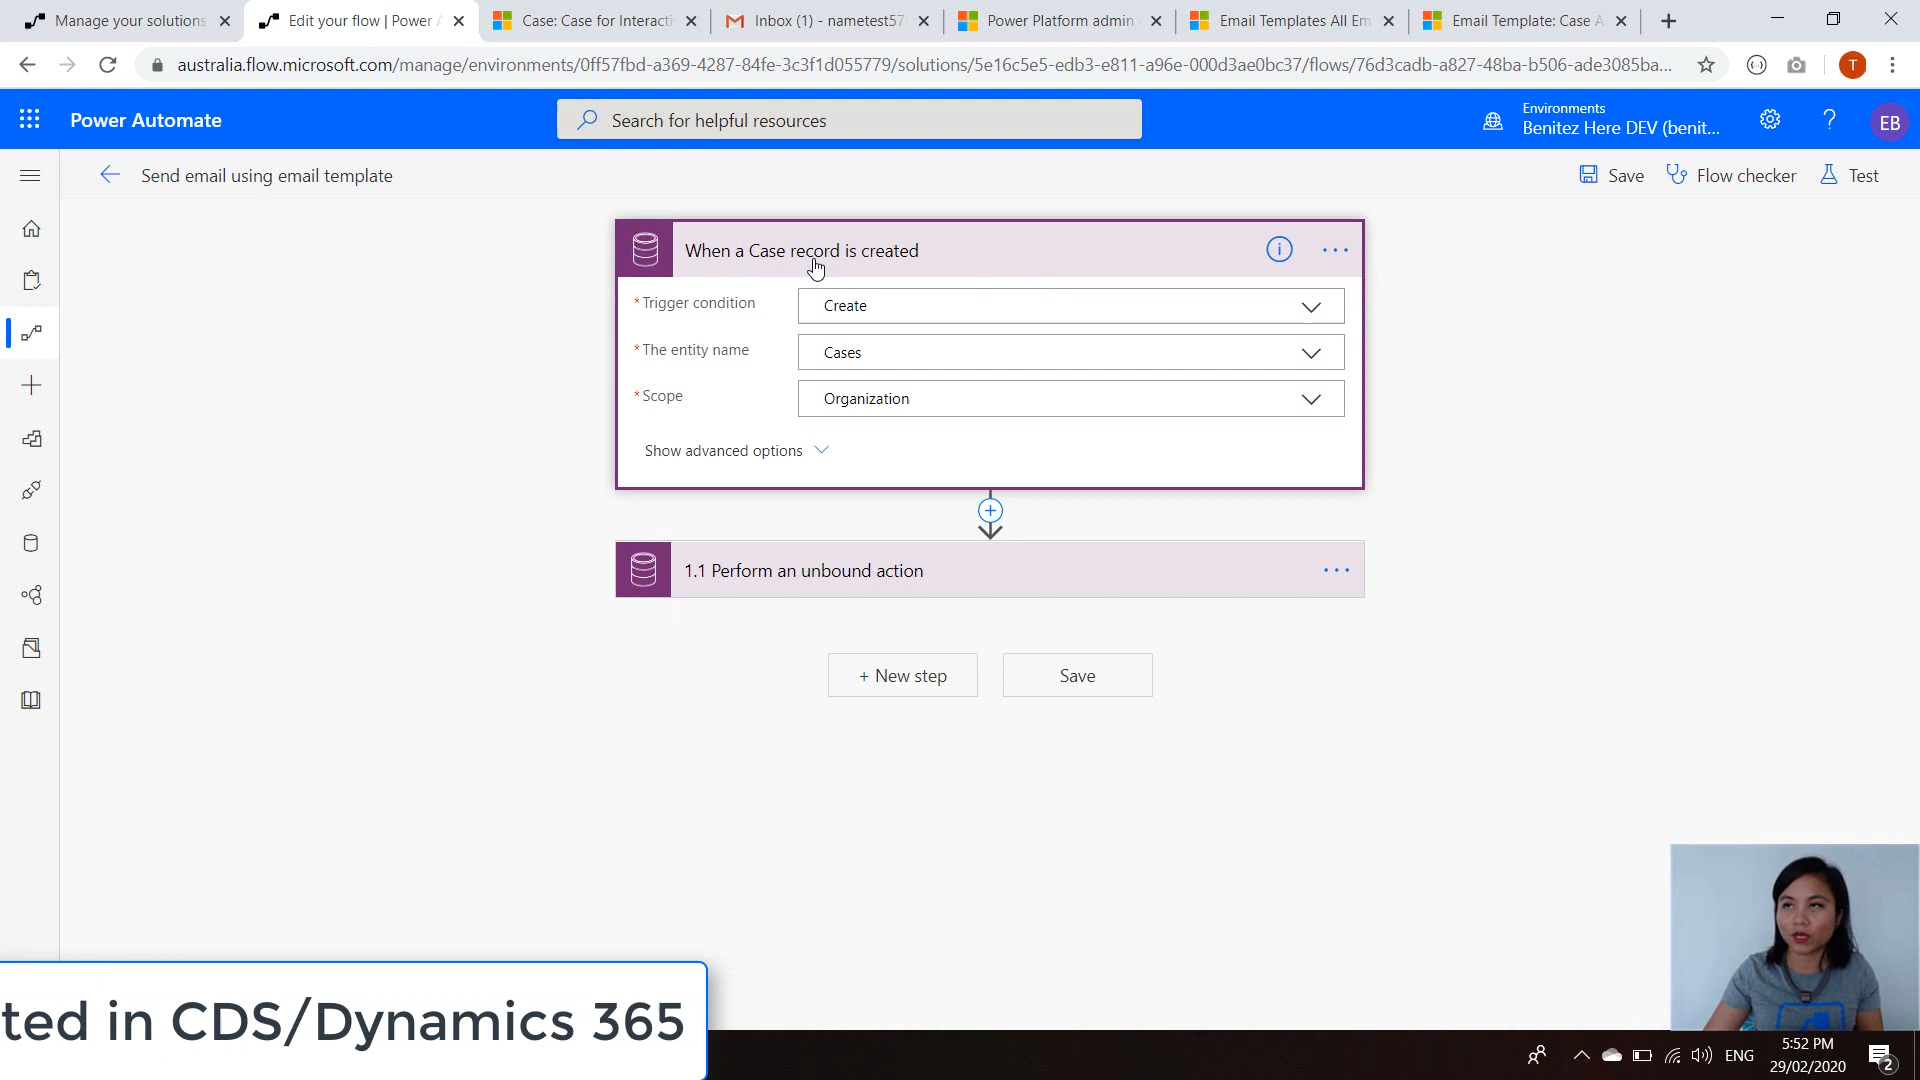 Manage your solutions
Edit your flow | Power A
Case: Case for Interacti
Inbox (1) - nametest57
Power Platform admin
Email Templates All Em
Email Template: Case A
australia.flow.microsoft.com/manage/environments/0ff57fbd-a369-4287-84fe-3c3f1d055779/solutions/5e16c5e5-edb3-e811-a96e-000d3ae0bc37/flows/76d3cadb-a827-48ba-b506-ade3085ba...
T
Power Automate
Search for helpful resources
Environments
Benitez Here DEV (benit...
EB
Send email using email template
Save
Flow checker
Test
When a Case record is created
* Trigger condition
Create
* The entity name
Cases
* Scope
Organization
Show advanced options
1.1 Perform an unbound action
+ New step
Save
ted in CDS/Dynamics 365
ENG
5:52 PM
29/02/2020
2